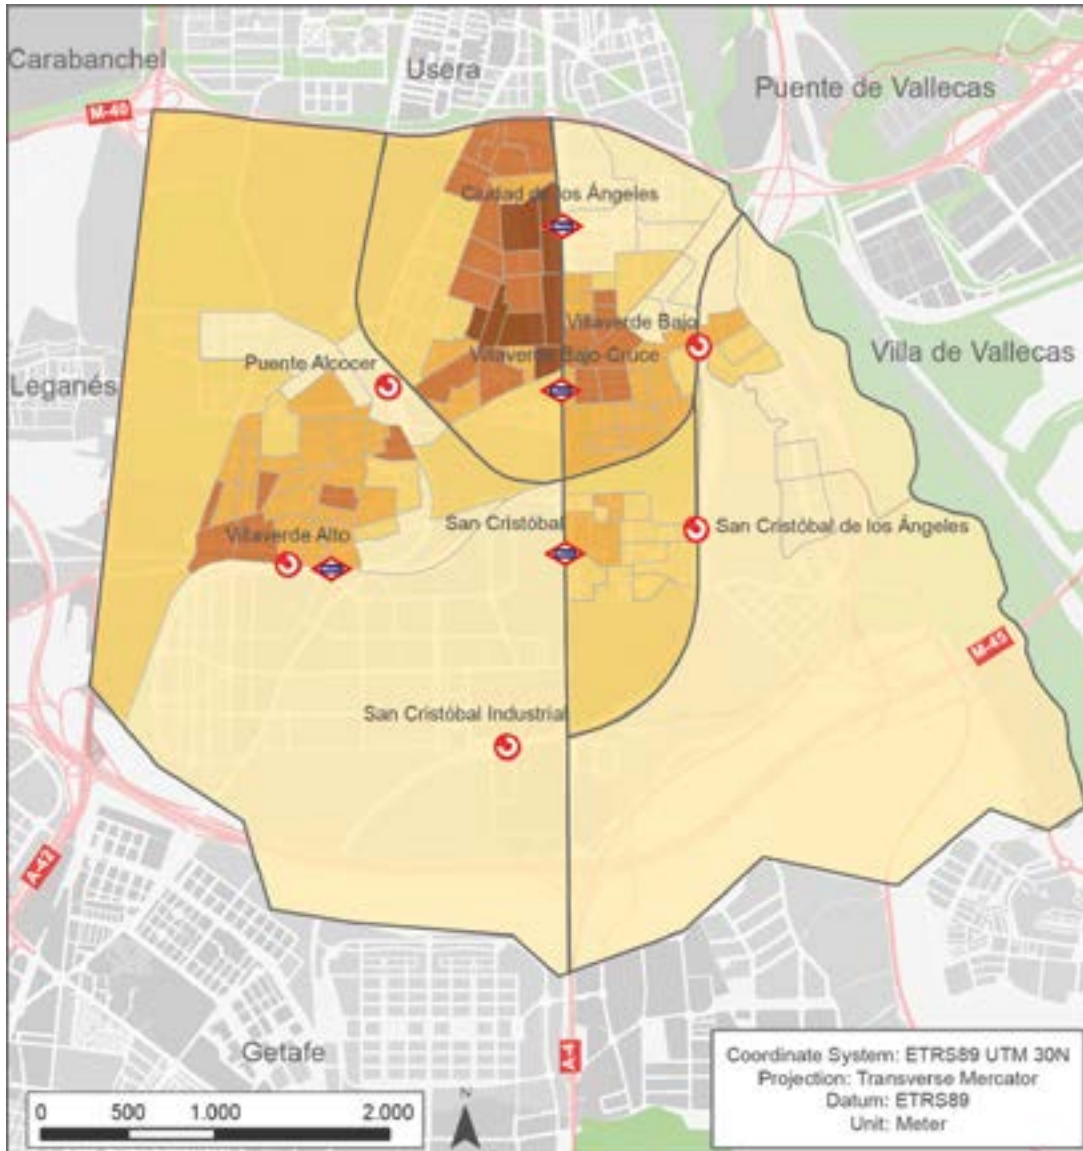 Carabanchel
Usera
Puente de Vallecas
M-40
Ciudad de los Ángeles
Villaverde Bajo
Villa de Vallecas
Puente Alcocer
Villaverde Bajo-Cruce
Leganés
San Cristóbal
San Cristóbal de los Ángeles
Villaverde Alto
M-45
San Cristóbal Industrial
A-42
Getafe
A-4
N
0 500 1.000 2.000
Coordinate System: ETRS89 UTM 30N
Projection: Transverse Mercator
Datum: ETRS89
Unit: Meter